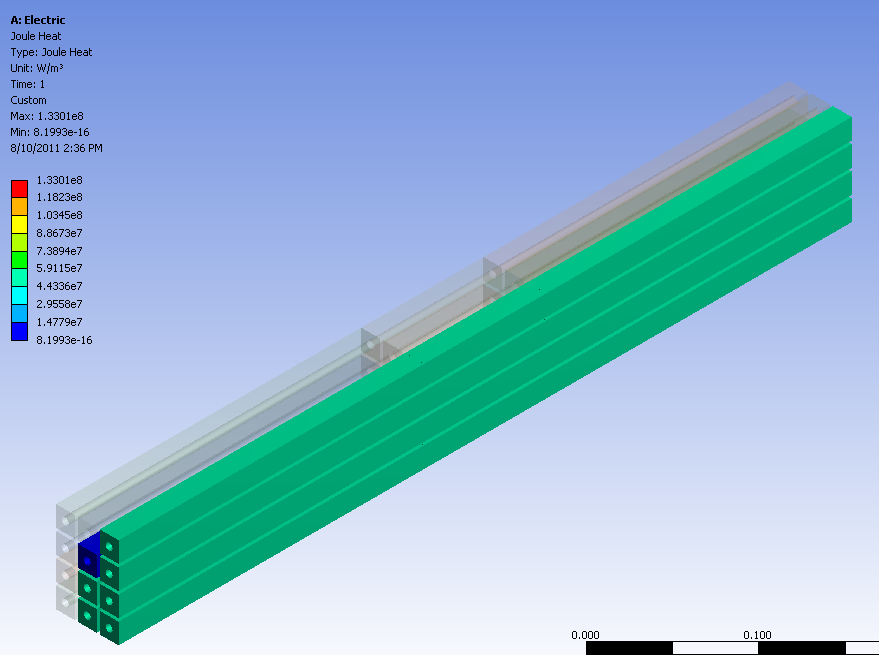 A: Electric
Joule Heat
Type: Joule Heat
Unit: W/m³
Time: 1
Custom
Max: 1.3301e8
Min: 8.1993e-16
8/10/2011 2:36 PM
1.3301e8
1.1823e8
1.0345e8
8.8673e7
7.3894e7
5.9115e7
4.4336e7
2.9558e7
1.4779e7
8.1993e-16
0.000 0.100